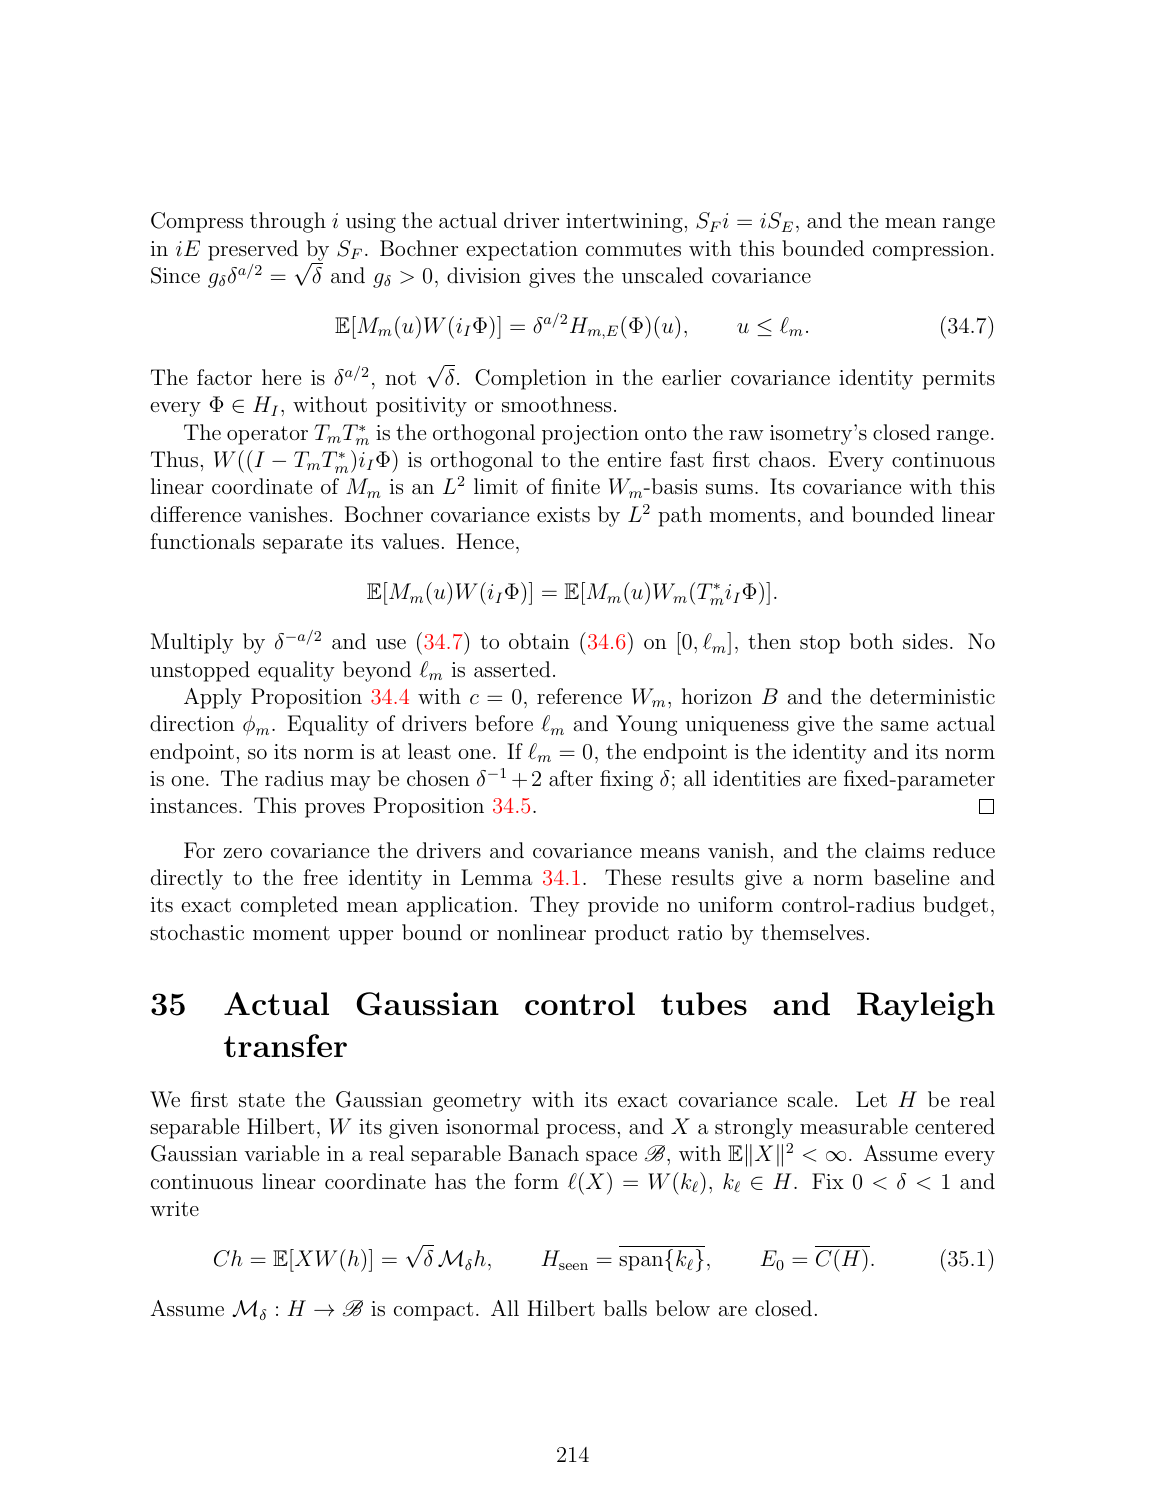 Compress through i using the actual driver intertwining, S_F i = iS_E, and the mean range
in iE preserved by S_F. Bochner expectation commutes with this bounded compression.
Since g_δδ^{a/2} = √δ and g_δ > 0, division gives the unscaled covariance
𝔼[M_m(u)W(i_IΦ)] = δ^{a/2}H_{m,E}(Φ)(u), u ≤ ℓ_m. (34.7)
The factor here is δ^{a/2}, not √δ. Completion in the earlier covariance identity permits
every Φ ∈ H_I, without positivity or smoothness.
The operator T_mT_m^* is the orthogonal projection onto the raw isometry's closed range.
Thus, W((I − T_mT_m^*)i_IΦ) is orthogonal to the entire fast first chaos. Every continuous
linear coordinate of M_m is an L^2 limit of finite W_m-basis sums. Its covariance with this
difference vanishes. Bochner covariance exists by L^2 path moments, and bounded linear
functionals separate its values. Hence,
𝔼[M_m(u)W(i_IΦ)] = 𝔼[M_m(u)W_m(T_m^*i_IΦ)].
Multiply by δ^{−a/2} and use (34.7) to obtain (34.6) on [0, ℓ_m], then stop both sides. No
unstopped equality beyond ℓ_m is asserted.
Apply Proposition 34.4 with c = 0, reference W_m, horizon B and the deterministic
direction ϕ_m. Equality of drivers before ℓ_m and Young uniqueness give the same actual
endpoint, so its norm is at least one. If ℓ_m = 0, the endpoint is the identity and its norm
is one. The radius may be chosen δ^{−1}+2 after fixing δ; all identities are fixed-parameter
instances. This proves Proposition 34.5. □
For zero covariance the drivers and covariance means vanish, and the claims reduce
directly to the free identity in Lemma 34.1. These results give a norm baseline and
its exact completed mean application. They provide no uniform control-radius budget,
stochastic moment upper bound or nonlinear product ratio by themselves.
35 Actual Gaussian control tubes and Rayleigh
transfer
We first state the Gaussian geometry with its exact covariance scale. Let H be real
separable Hilbert, W its given isonormal process, and X a strongly measurable centered
Gaussian variable in a real separable Banach space ℬ, with 𝔼‖X‖^2 < ∞. Assume every
continuous linear coordinate has the form ℓ(X) = W(k_ℓ), k_ℓ ∈ H. Fix 0 < δ < 1 and
write
Ch = 𝔼[XW(h)] = √δ ℳ_δh, H_seen = \overline{span{k_ℓ}}, E_0 = \overline{C(H)}. (35.1)
Assume ℳ_δ : H → ℬ is compact. All Hilbert balls below are closed.
214